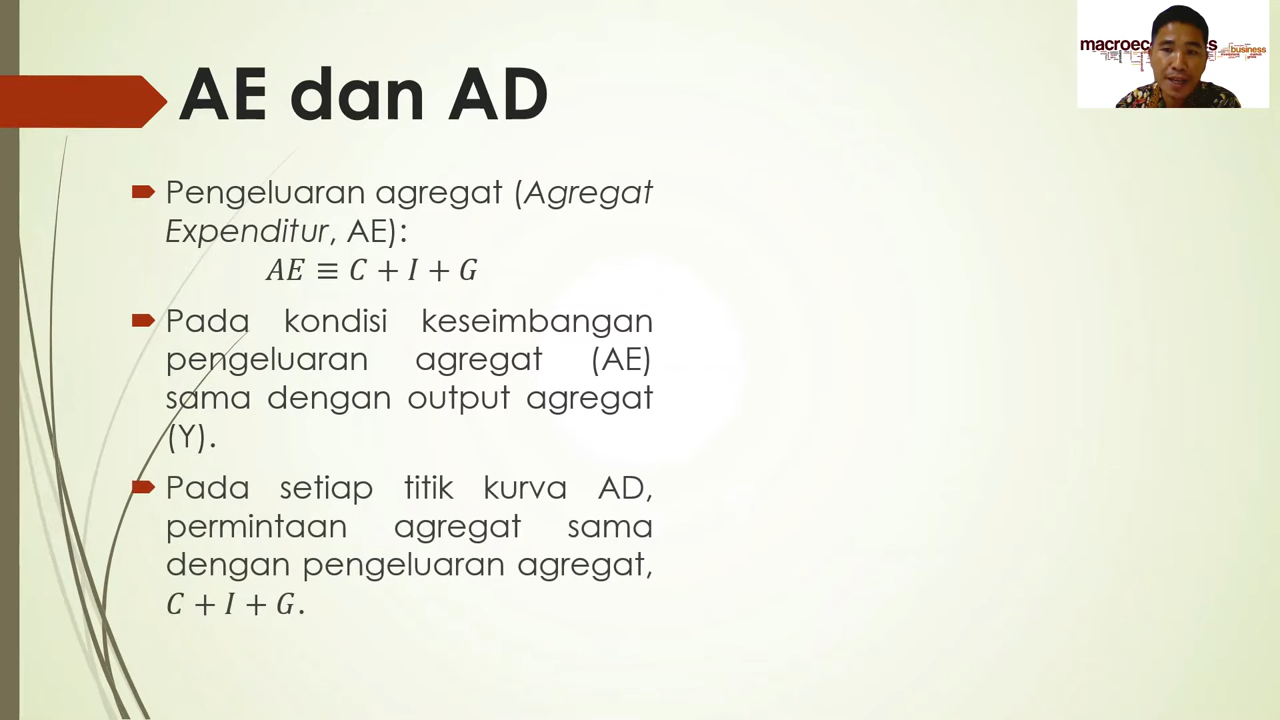 AE dan AD
Pengeluaran agregat (Agregat
Expenditur, AE):
AE ≡ C + I + G
Pada kondisi keseimbangan
pengeluaran agregat (AE)
sama dengan output agregat
(Y).
Pada setiap titik kurva AD,
permintaan agregat sama
dengan pengeluaran agregat,
C + I + G.
business